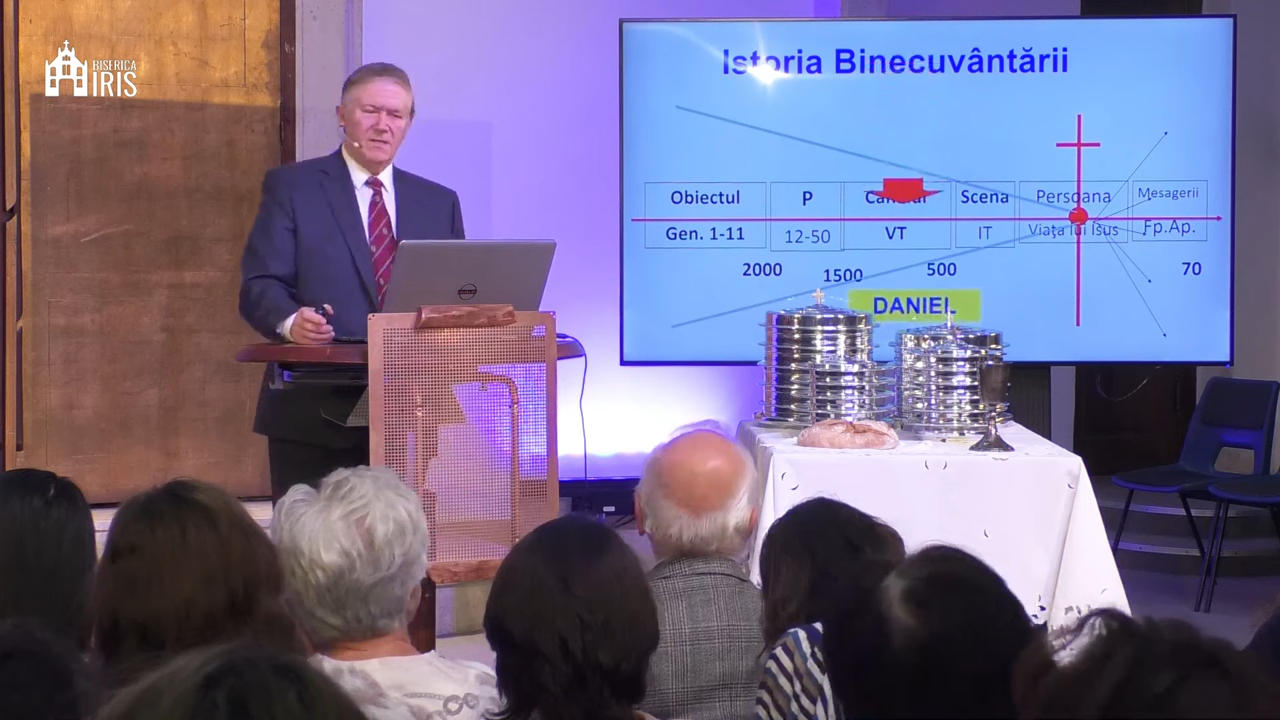 BISERICA
IRIS
Istoria Binecuvântării
Obiectul P Canalul Scena Persoana Mesagerii
Gen. 1-11 12-50 VT IT Viaţa lui Isus Fp.Ap.
2000 1500 500 70
DANIEL